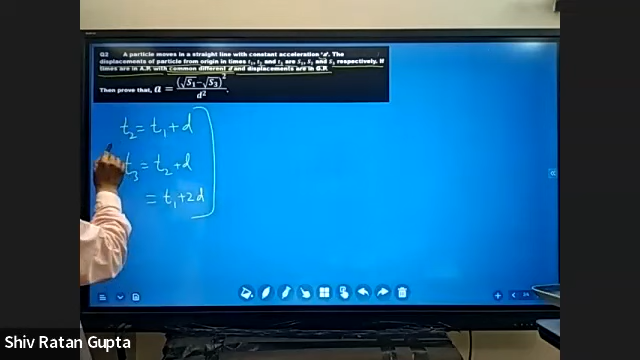 Q2 A particle moves in a straight line with constant acceleration 'a'. The
displacements of particle from origin in times t₁, t₂ and t₃ are S₁, S₂ and S₃ respectively. If
times are in A.P. with common different d and displacements are in G.P.
Then prove that, a = (√S₁−√S₃)²/d².
t₂ = t₁ + d
t₃ = t₂ + d
= t₁ + 2d
24
Shiv Ratan Gupta